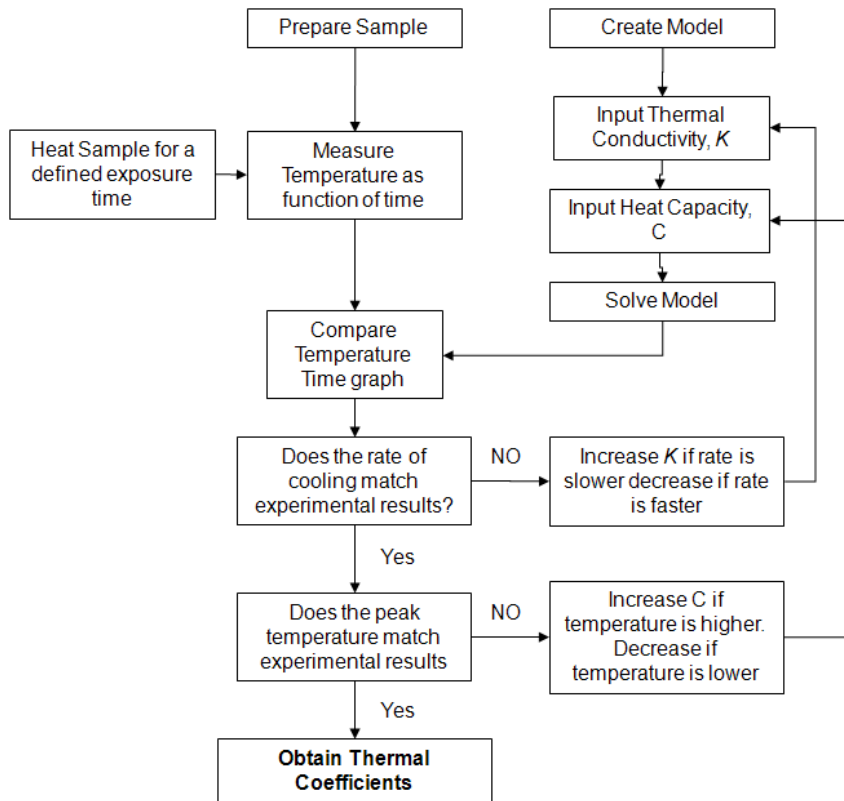 Prepare Sample
Create Model
Input Thermal
Conductivity, K
Heat Sample for a
defined exposure
time
Measure
Temperature as
function of time
Input Heat Capacity,
C
Solve Model
Compare
Temperature
Time graph
Does the rate of
cooling match
experimental results?
NO
Increase K if rate is
slower decrease if rate
is faster
Yes
Does the peak
temperature match
experimental results
NO
Increase C if
temperature is higher.
Decrease if
temperature is lower
Yes
Obtain Thermal
Coefficients